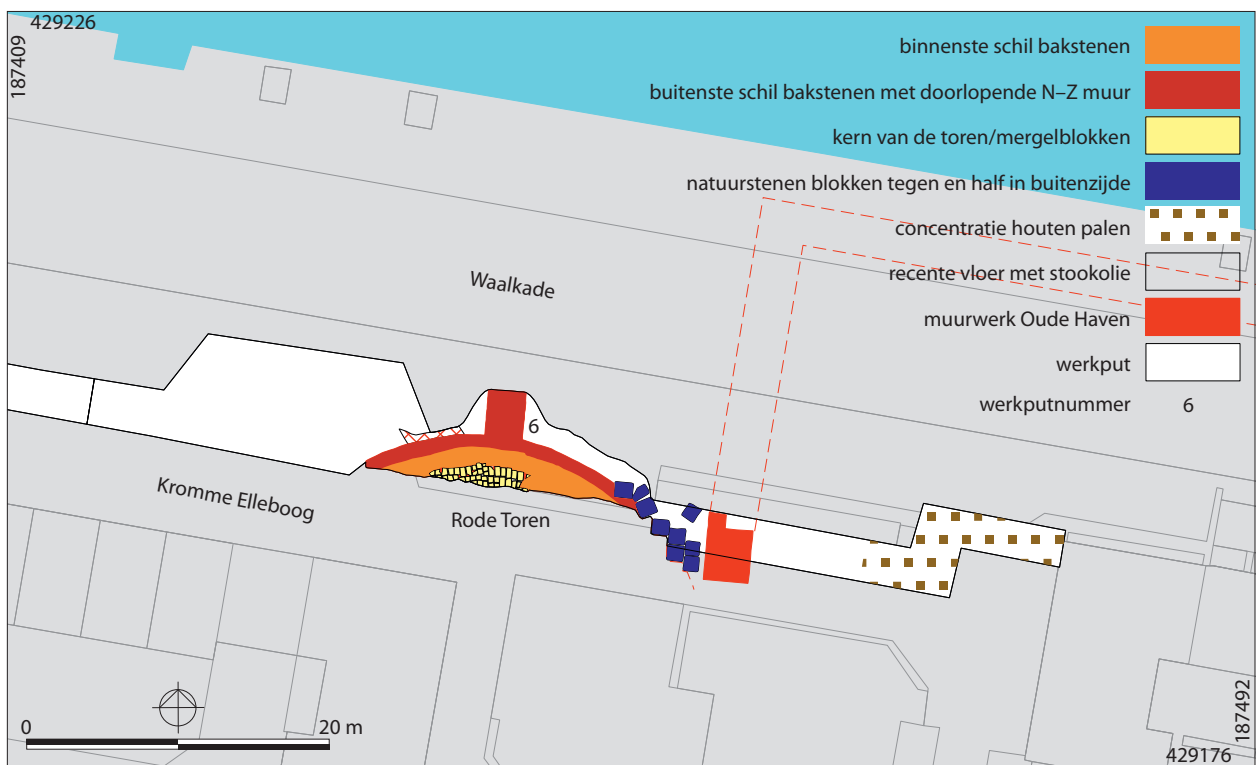 429226
187409
binnenste schil bakstenen
buitenste schil bakstenen met doorlopende N–Z muur
kern van de toren/mergelblokken
natuurstenen blokken tegen en half in buitenzijde
concentratie houten palen
recente vloer met stookolie
muurwerk Oude Haven
werkput
werkputnummer 6
Waalkade
6
Kromme Elleboog
Rode Toren
0 20 m
187492
429176